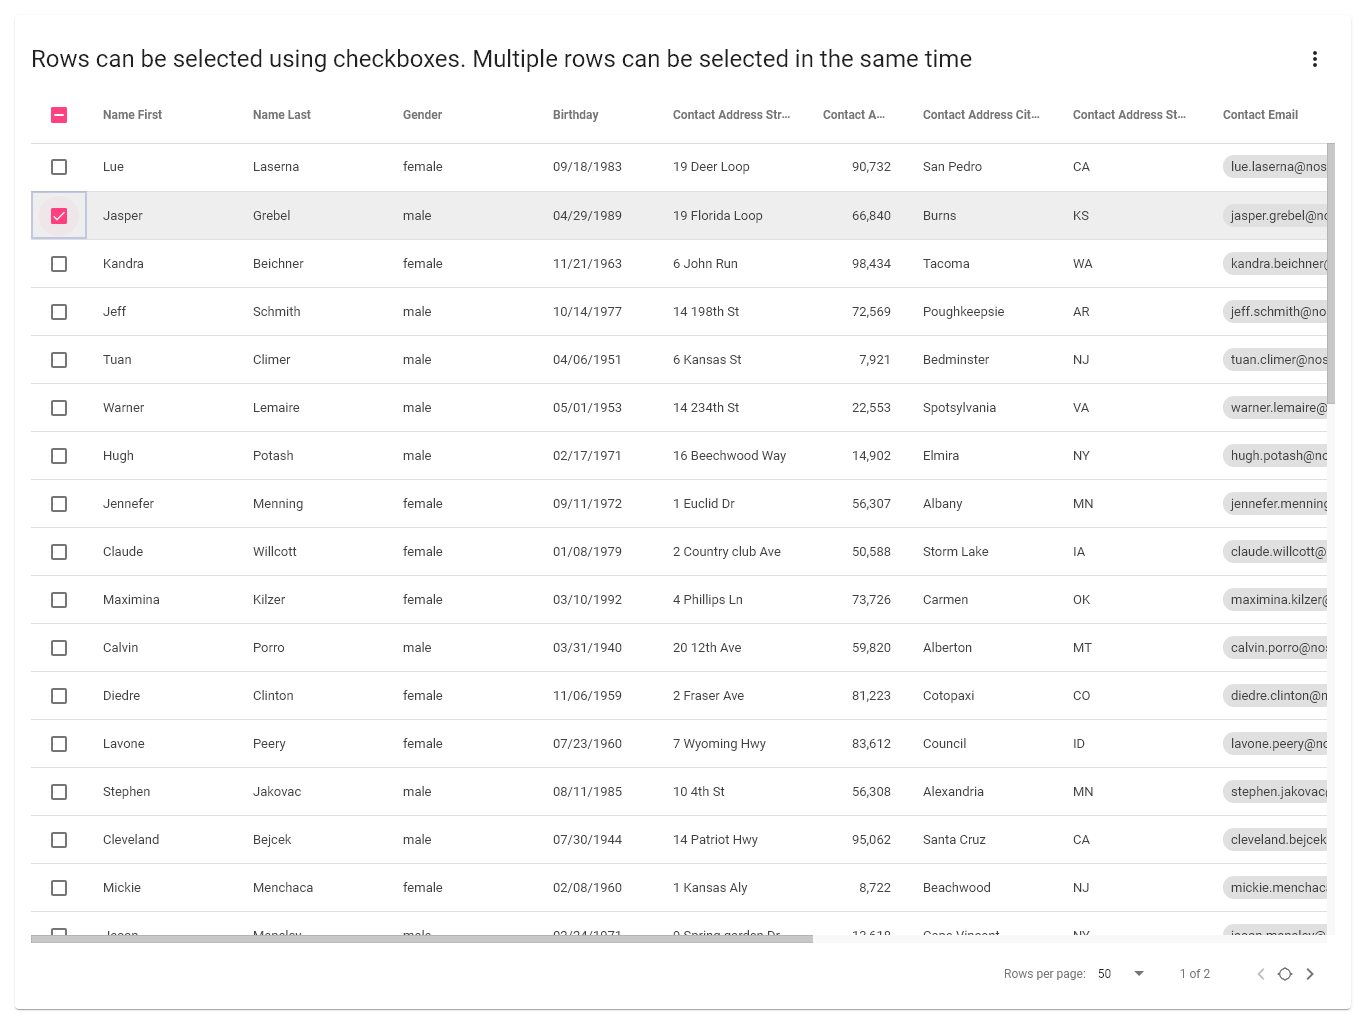 Rows can be selected using checkboxes. Multiple rows can be selected in the same time
Name First Name Last Gender Birthday Contact Address Str... Contact A... Contact Address Cit... Contact Address St... Contact Email
Lue Laserna female 09/18/1983 19 Deer Loop 90,732 San Pedro CA lue.laserna@nos
Jasper Grebel male 04/29/1989 19 Florida Loop 66,840 Burns KS jasper.grebel@no
Kandra Beichner female 11/21/1963 6 John Run 98,434 Tacoma WA kandra.beichner@
Jeff Schmith male 10/14/1977 14 198th St 72,569 Poughkeepsie AR jeff.schmith@no
Tuan Climer male 04/06/1951 6 Kansas St 7,921 Bedminster NJ tuan.climer@nos
Warner Lemaire male 05/01/1953 14 234th St 22,553 Spotsylvania VA warner.lemaire@
Hugh Potash male 02/17/1971 16 Beechwood Way 14,902 Elmira NY hugh.potash@no
Jennefer Menning female 09/11/1972 1 Euclid Dr 56,307 Albany MN jennefer.menning
Claude Willcott female 01/08/1979 2 Country club Ave 50,588 Storm Lake IA claude.willcott@
Maximina Kilzer female 03/10/1992 4 Phillips Ln 73,726 Carmen OK maximina.kilzer@
Calvin Porro male 03/31/1940 20 12th Ave 59,820 Alberton MT calvin.porro@nos
Diedre Clinton female 11/06/1959 2 Fraser Ave 81,223 Cotopaxi CO diedre.clinton@n
Lavone Peery female 07/23/1960 7 Wyoming Hwy 83,612 Council ID lavone.peery@no
Stephen Jakovac male 08/11/1985 10 4th St 56,308 Alexandria MN stephen.jakovac@
Cleveland Bejcek male 07/30/1944 14 Patriot Hwy 95,062 Santa Cruz CA cleveland.bejcek
Mickie Menchaca female 02/08/1960 1 Kansas Aly 8,722 Beachwood NJ mickie.menchac
Jason male Spring garden Dr Cape Vincent NY
Rows per page: 50 1 of 2